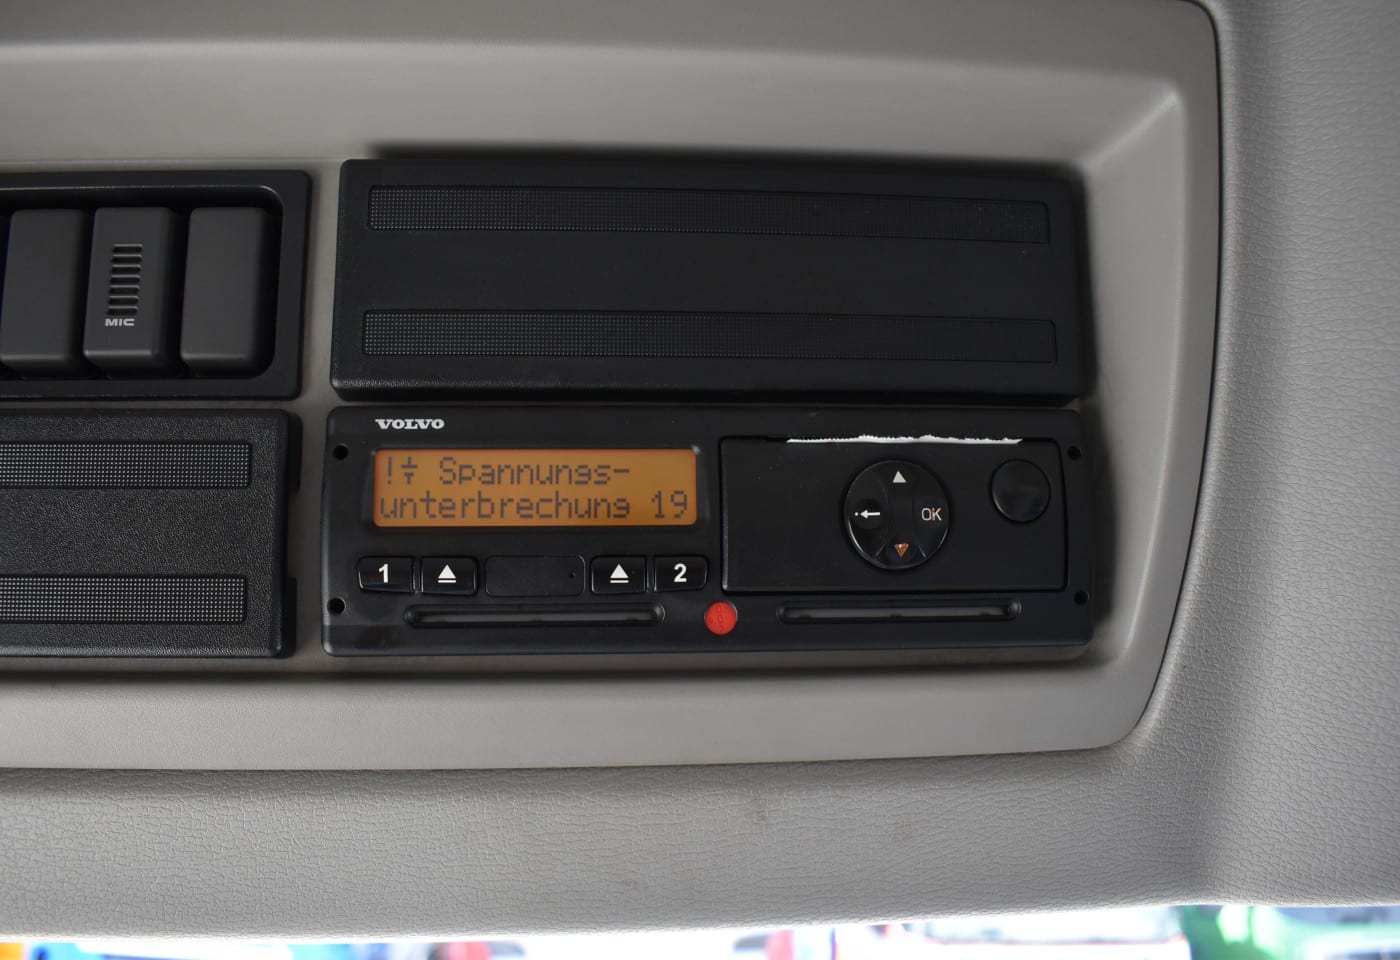 MIC
VOLVO
!÷ Spannungs-
unterbrechung 19
1
2
OK